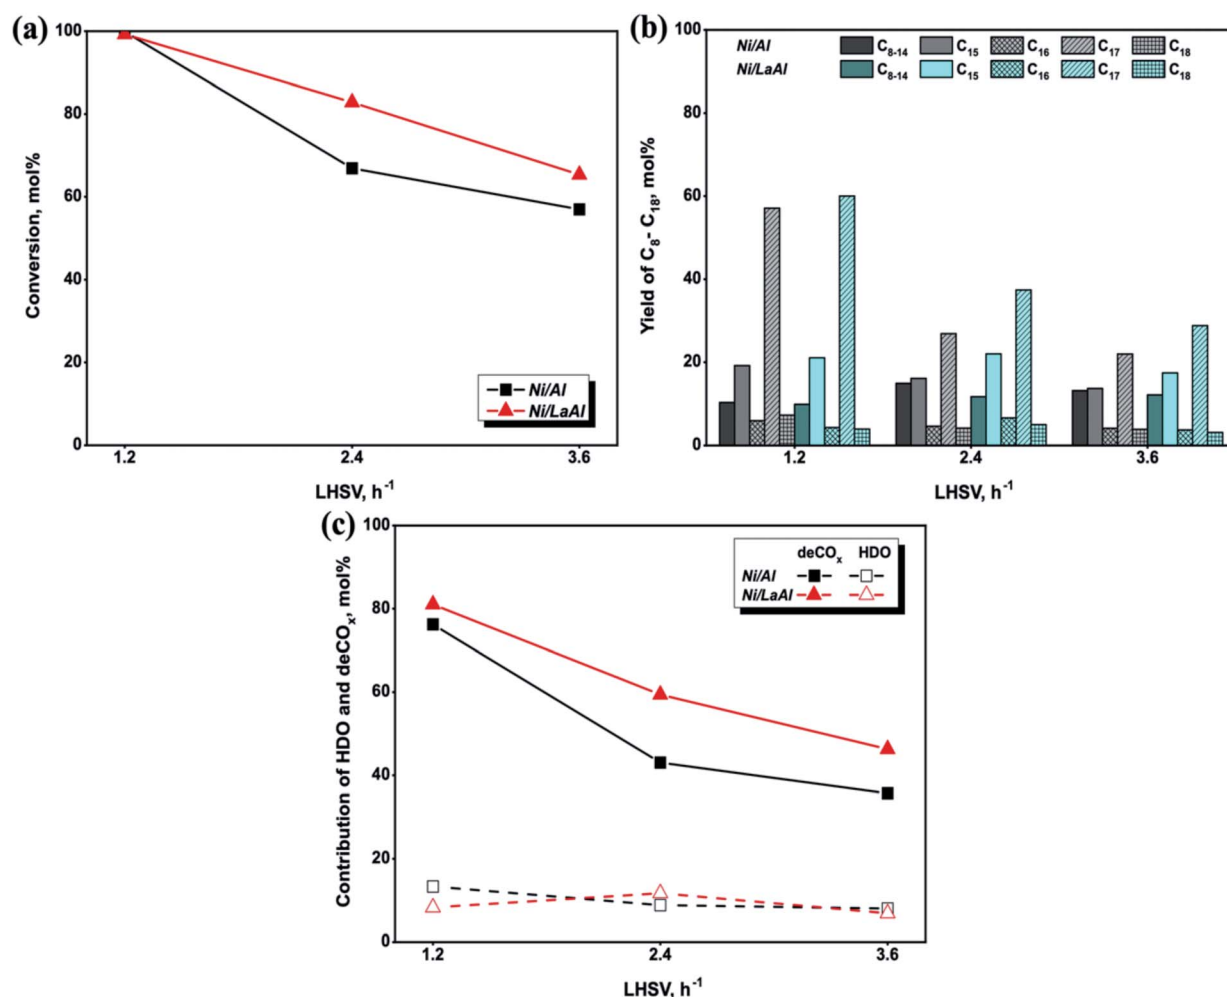 (a)
100
80
60
40
20
0
Conversion, mol%
Ni/Al
Ni/LaAl
1.2 2.4 3.6
LHSV, h⁻¹
(b)
100
80
60
40
20
0
Yield of C₈- C₁₈, mol%
Ni/Al C₈₋₁₄ C₁₅ C₁₆ C₁₇ C₁₈
Ni/LaAl C₈₋₁₄ C₁₅ C₁₆ C₁₇ C₁₈
1.2 2.4 3.6
LHSV, h⁻¹
(c)
100
80
60
40
20
0
Contribution of HDO and deCOₓ, mol%
deCOₓ HDO
Ni/Al
Ni/LaAl
1.2 2.4 3.6
LHSV, h⁻¹